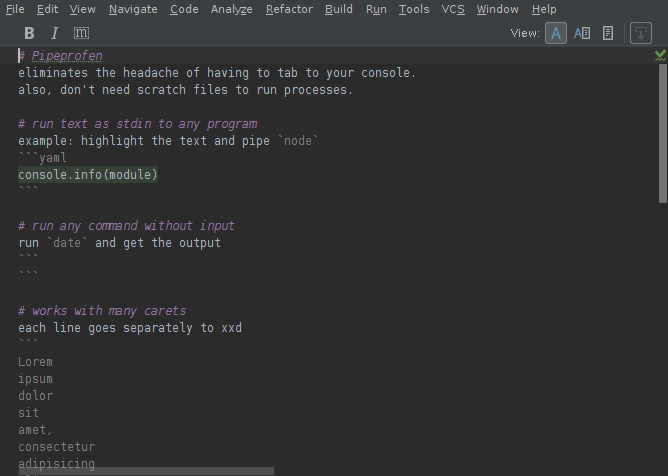 File Edit View Navigate Code Analyze Refactor Build Run Tools VCS Window Help
B I m View: A A
# Pipeprofen
eliminates the headache of having to tab to your console.
also, don't need scratch files to run processes.
# run text as stdin to any program
example: highlight the text and pipe `node`
```yaml
console.info(module)
```
# run any command without input
run `date` and get the output
```
```
# works with many carets
each line goes separately to xxd
```
Lorem
ipsum
dolor
sit
amet,
consectetur
adipisicing